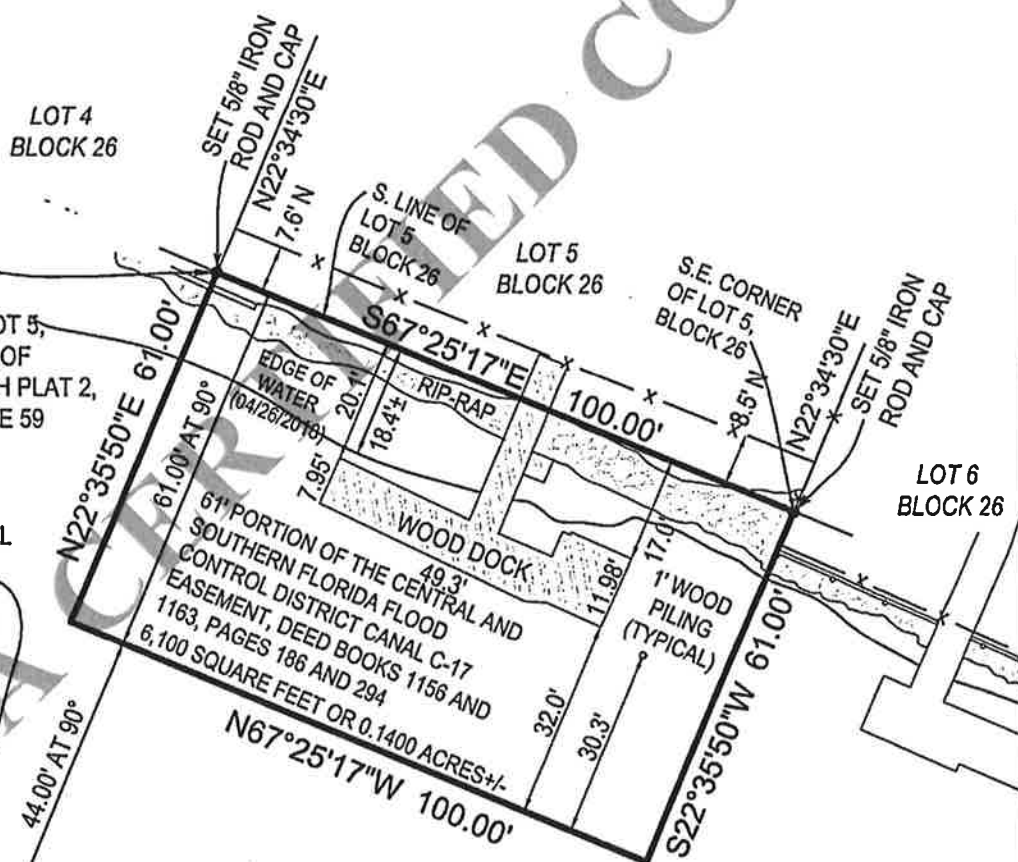 A CERTIFIED CO
LOT 4
BLOCK 26
SET 5/8" IRON
ROD AND CAP
N22°34'30"E
7.6' N
S. LINE OF
LOT 5
BLOCK 26
LOT 5
BLOCK 26
S.E. CORNER
OF LOT 5,
BLOCK 26
8.5' N
N22°34'30"E
SET 5/8" IRON
ROD AND CAP
LOT 6
BLOCK 26
OT 5,
OF
H PLAT 2,
E 59
N22°35'50"E 61.00'
61.00' AT 90°
S67°25'17"E 100.00'
EDGE OF
WATER
(04/26/2018)
18.4'±
7.95'
RIP-RAP
WOOD DOCK
49.3'
11.98'
17.0'
1' WOOD
PILING
(TYPICAL)
61' PORTION OF THE CENTRAL AND
SOUTHERN FLORIDA FLOOD
CONTROL DISTRICT CANAL C-17
EASEMENT, DEED BOOKS 1156 AND
1163, PAGES 186 AND 294
6,100 SQUARE FEET OR 0.1400 ACRES+/-
32.0'
30.3'
S22°35'50"W 61.00'
N67°25'17"W 100.00'
44.00' AT 90°